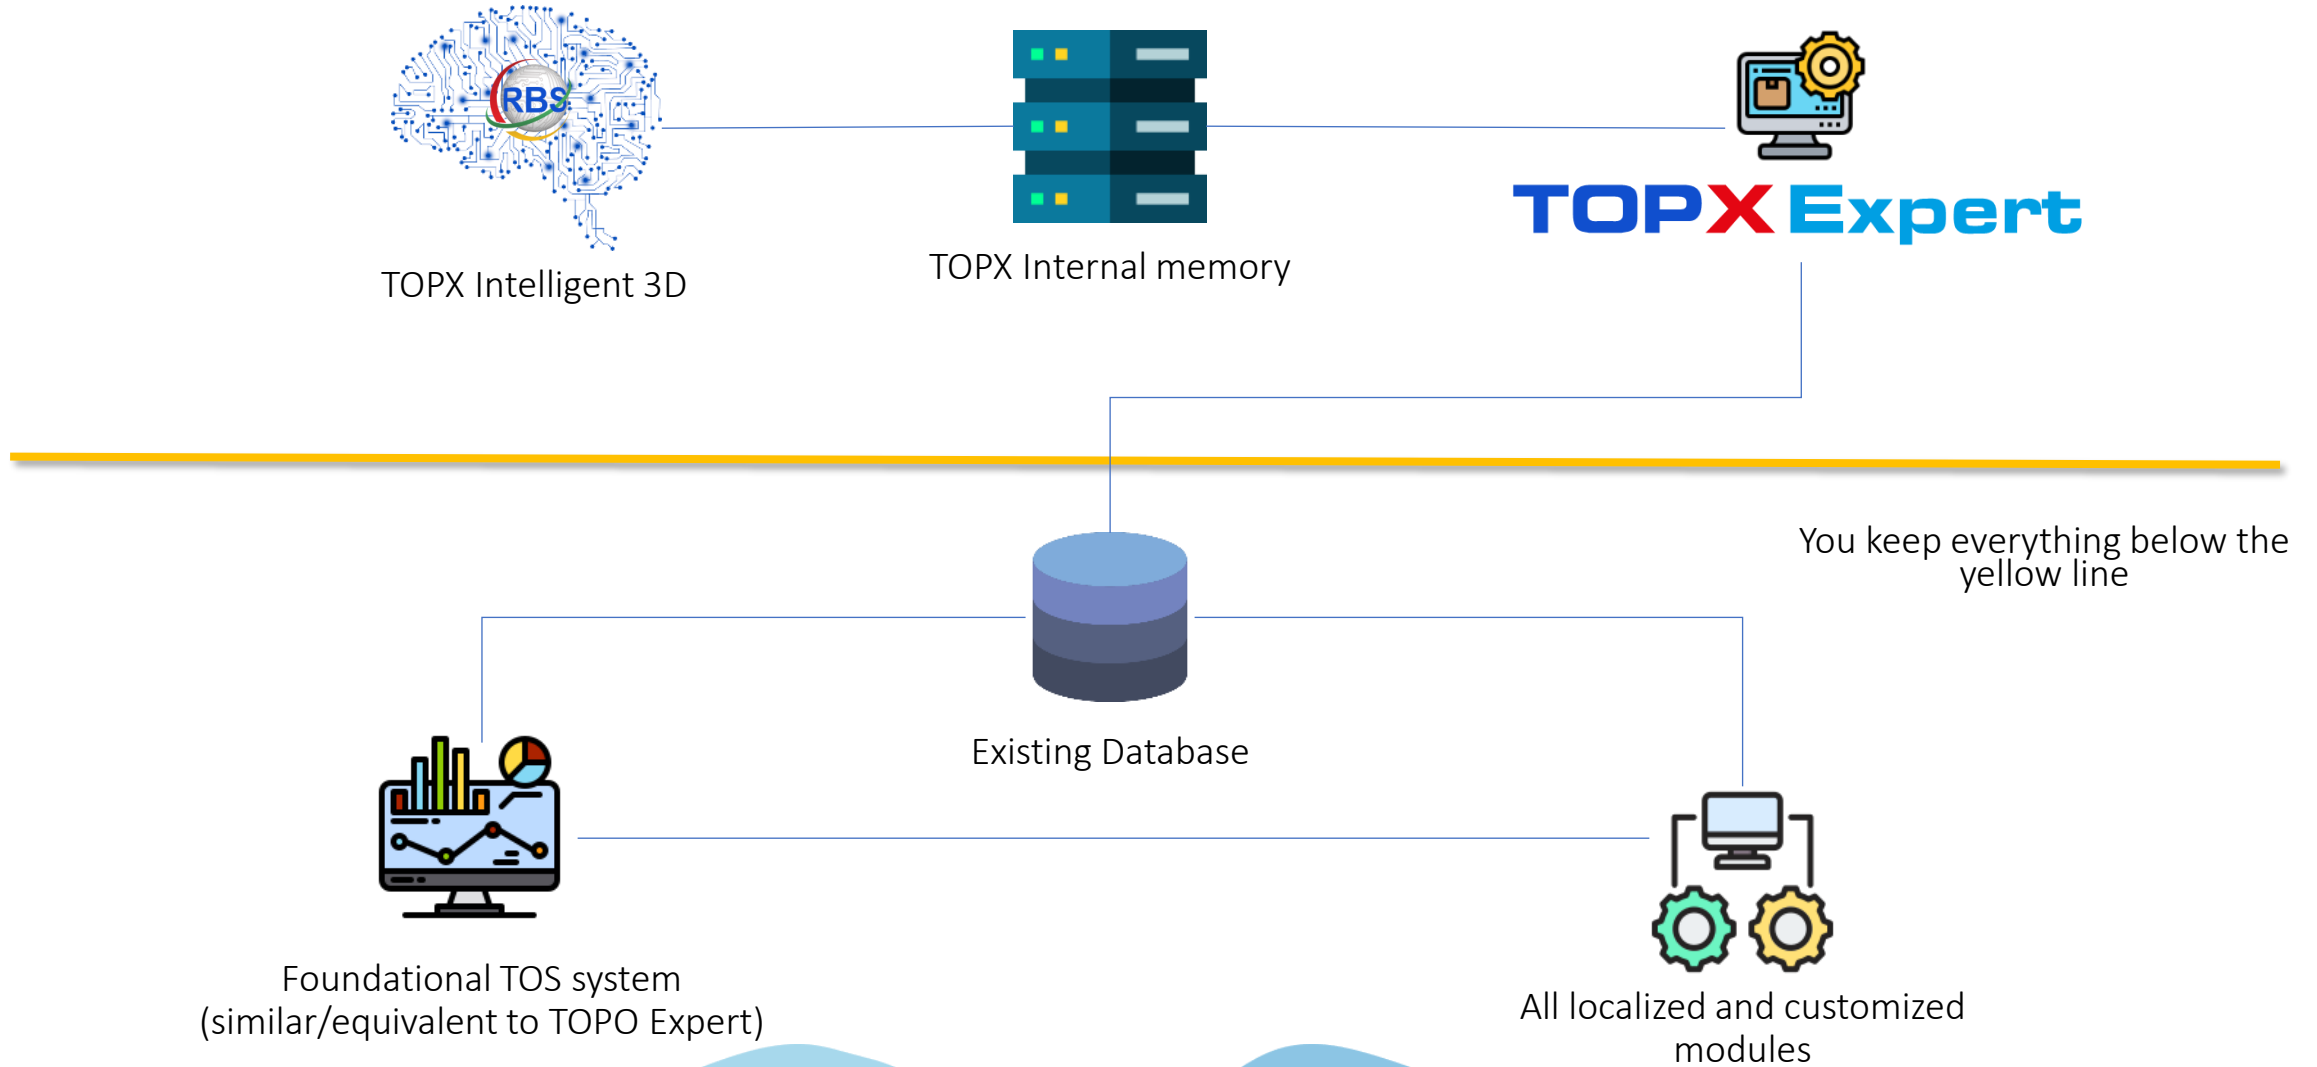 RBS
TOPX Intelligent 3D
TOPX Internal memory
TOPX Expert
You keep everything below the
yellow line
Existing Database
Foundational TOS system
(similar/equivalent to TOPO Expert)
All localized and customized
modules